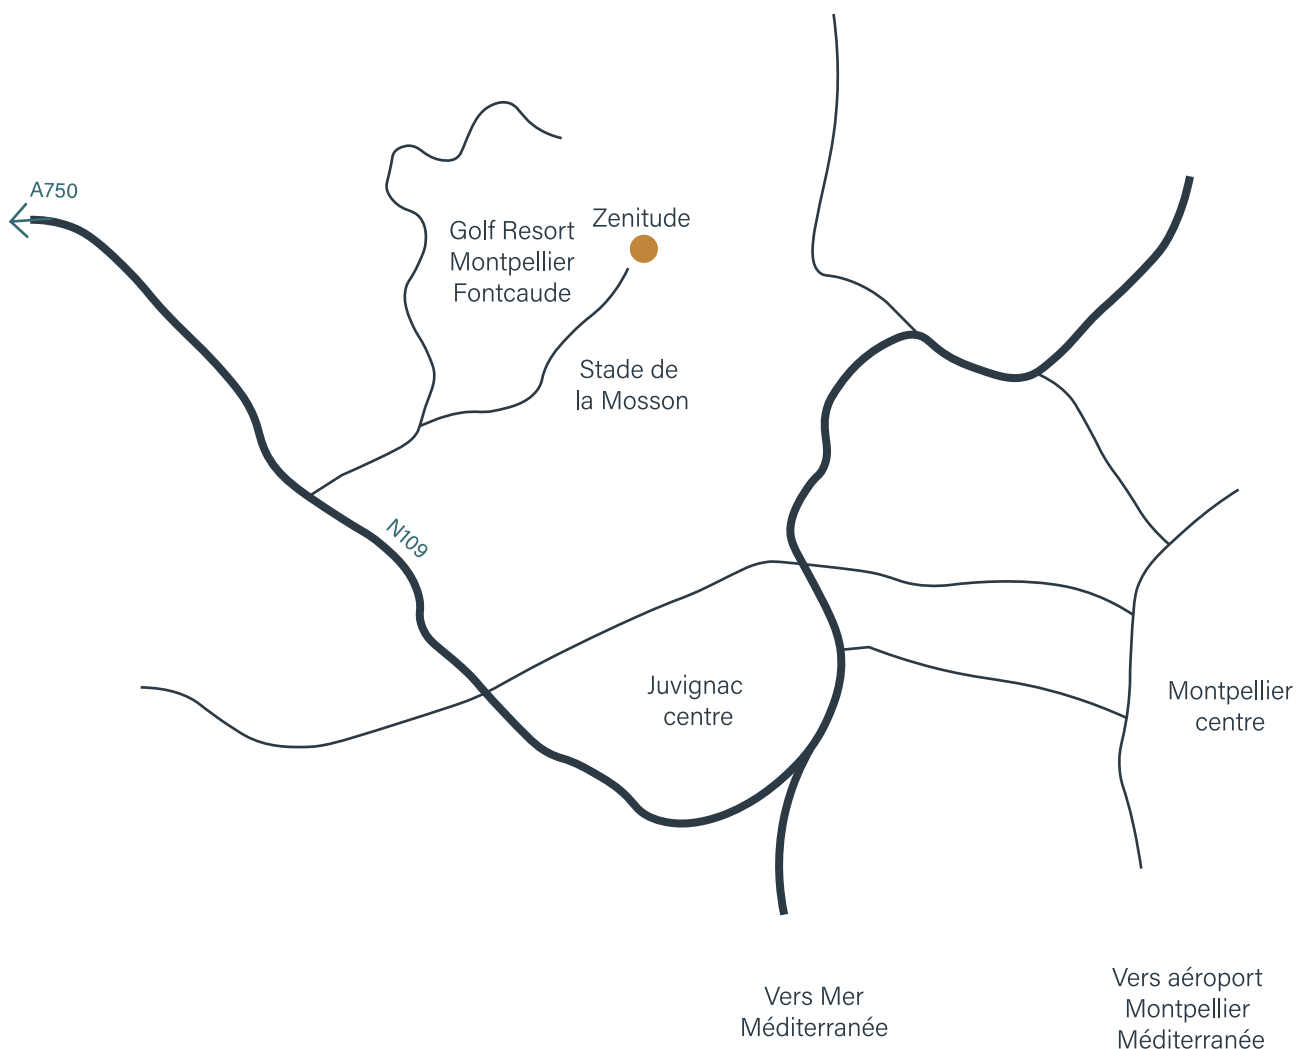 A750
Zenitude
Golf Resort
Montpellier
Fontcaude
Stade de
la Mosson
N109
Juvignac
centre
Montpellier
centre
Vers Mer
Méditerranée
Vers aéroport
Montpellier
Méditerranée